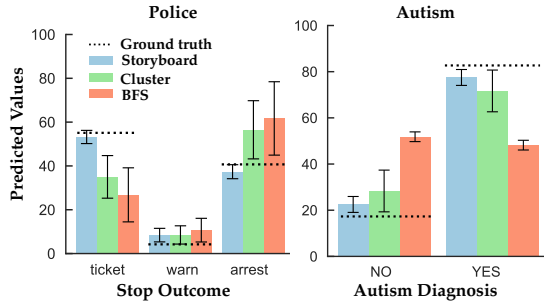 Police
Autism
Predicted Values
100
80
60
40
20
0
Ground truth
Storyboard
Cluster
BFS
ticket warn arrest
Stop Outcome
100
80
60
40
20
0
NO YES
Autism Diagnosis